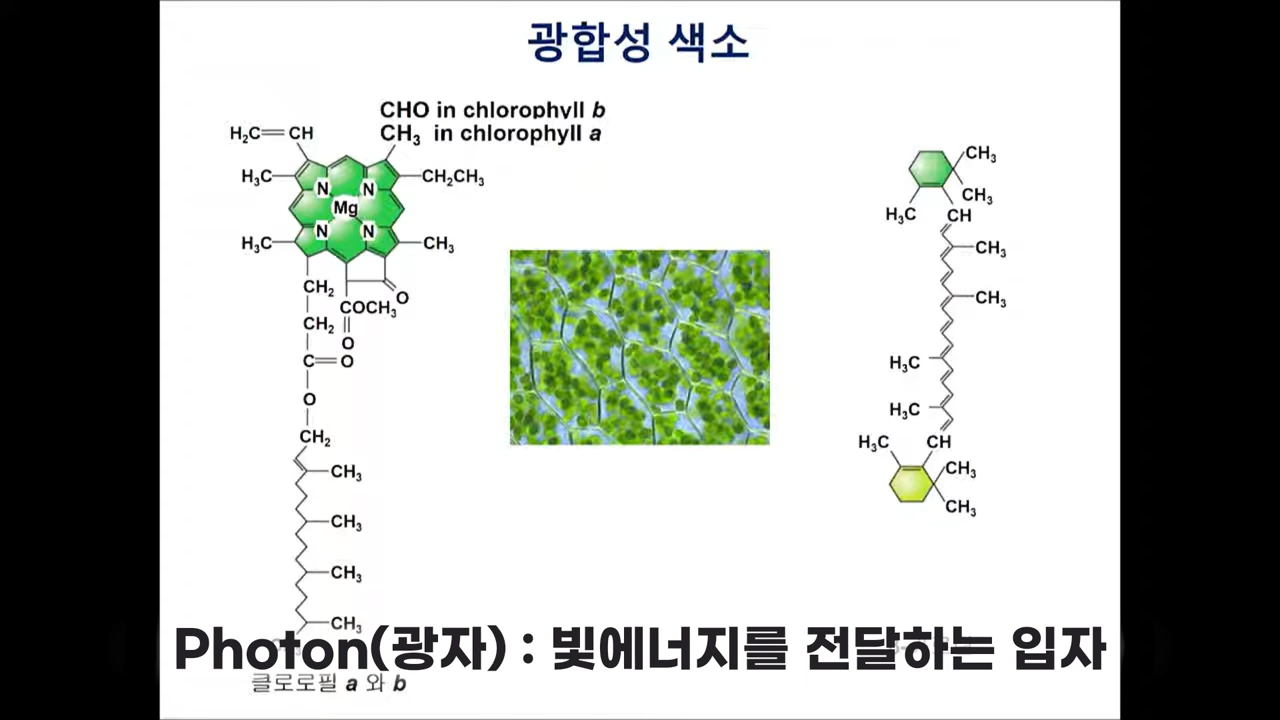 광합성 색소
CHO in chlorophyll b
CH3 in chlorophyll a
H2C CH
H3C
CH2CH3
N N
Mg
N N
H3C
CH3
CH2
O
COCH3
CH2
O
C O
O
CH2
CH3
CH3
CH3
CH3
CH3
CH3
H3C
CH
CH3
CH3
H3C
H3C
H3C
CH
CH3
CH3
Photon(광자) : 빛에너지를 전달하는 입자
클로로필 a 와 b